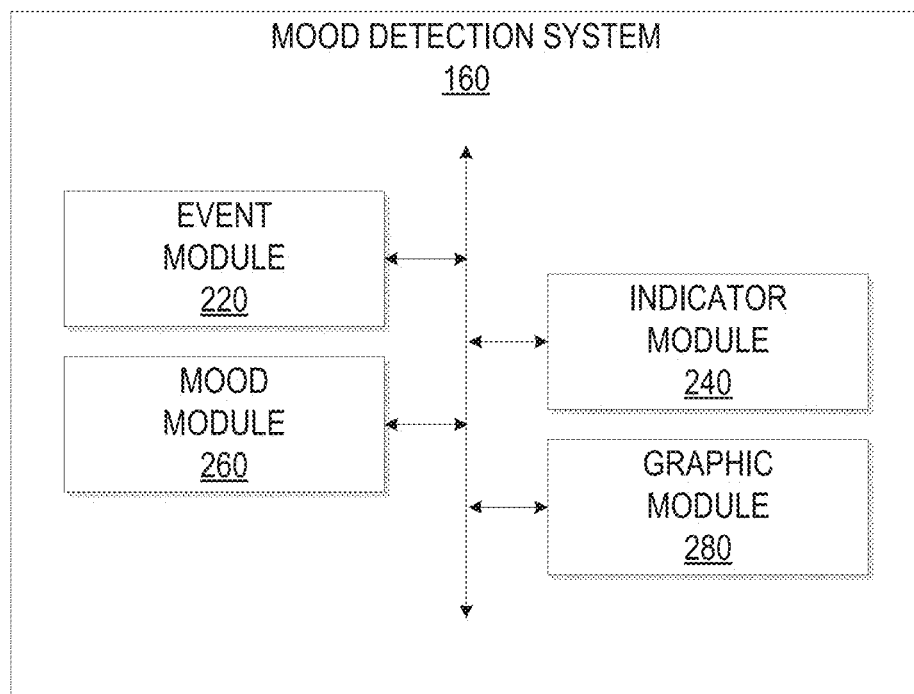 MOOD DETECTION SYSTEM
160
EVENT
MODULE
220
MOOD
MODULE
260
INDICATOR
MODULE
240
GRAPHIC
MODULE
280